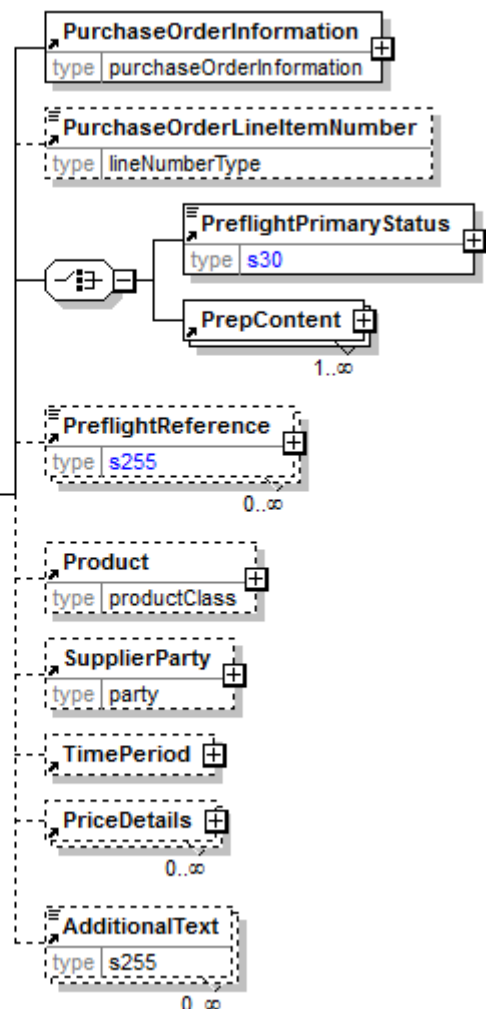 PurchaseOrderInformation
type purchaseOrderInformation
PurchaseOrderLineItemNumber
type lineNumberType
PreflightPrimaryStatus
type s30
PrepContent
1..∞
PreflightReference
type s255
0..∞
Product
type productClass
SupplierParty
type party
TimePeriod
PriceDetails
0..∞
AdditionalText
type s255
0..∞